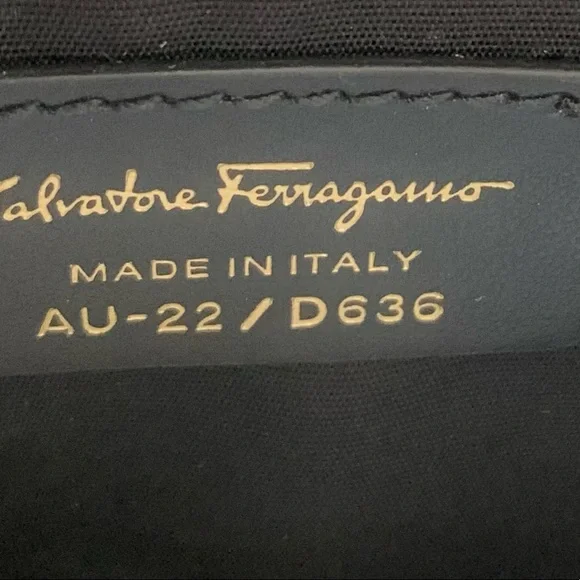 Salvatore Ferragamo
MADE IN ITALY
AU-22/D636